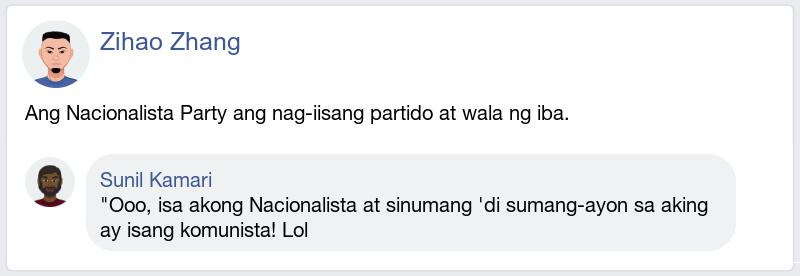 Zihao Zhang
Ang Nacionalista Party ang nag-iisang partido at wala ng iba.
Sunil Kamari
"Ooo, isa akong Nacionalista at sinumang 'di sumang-ayon sa aking
ay isang komunista! Lol